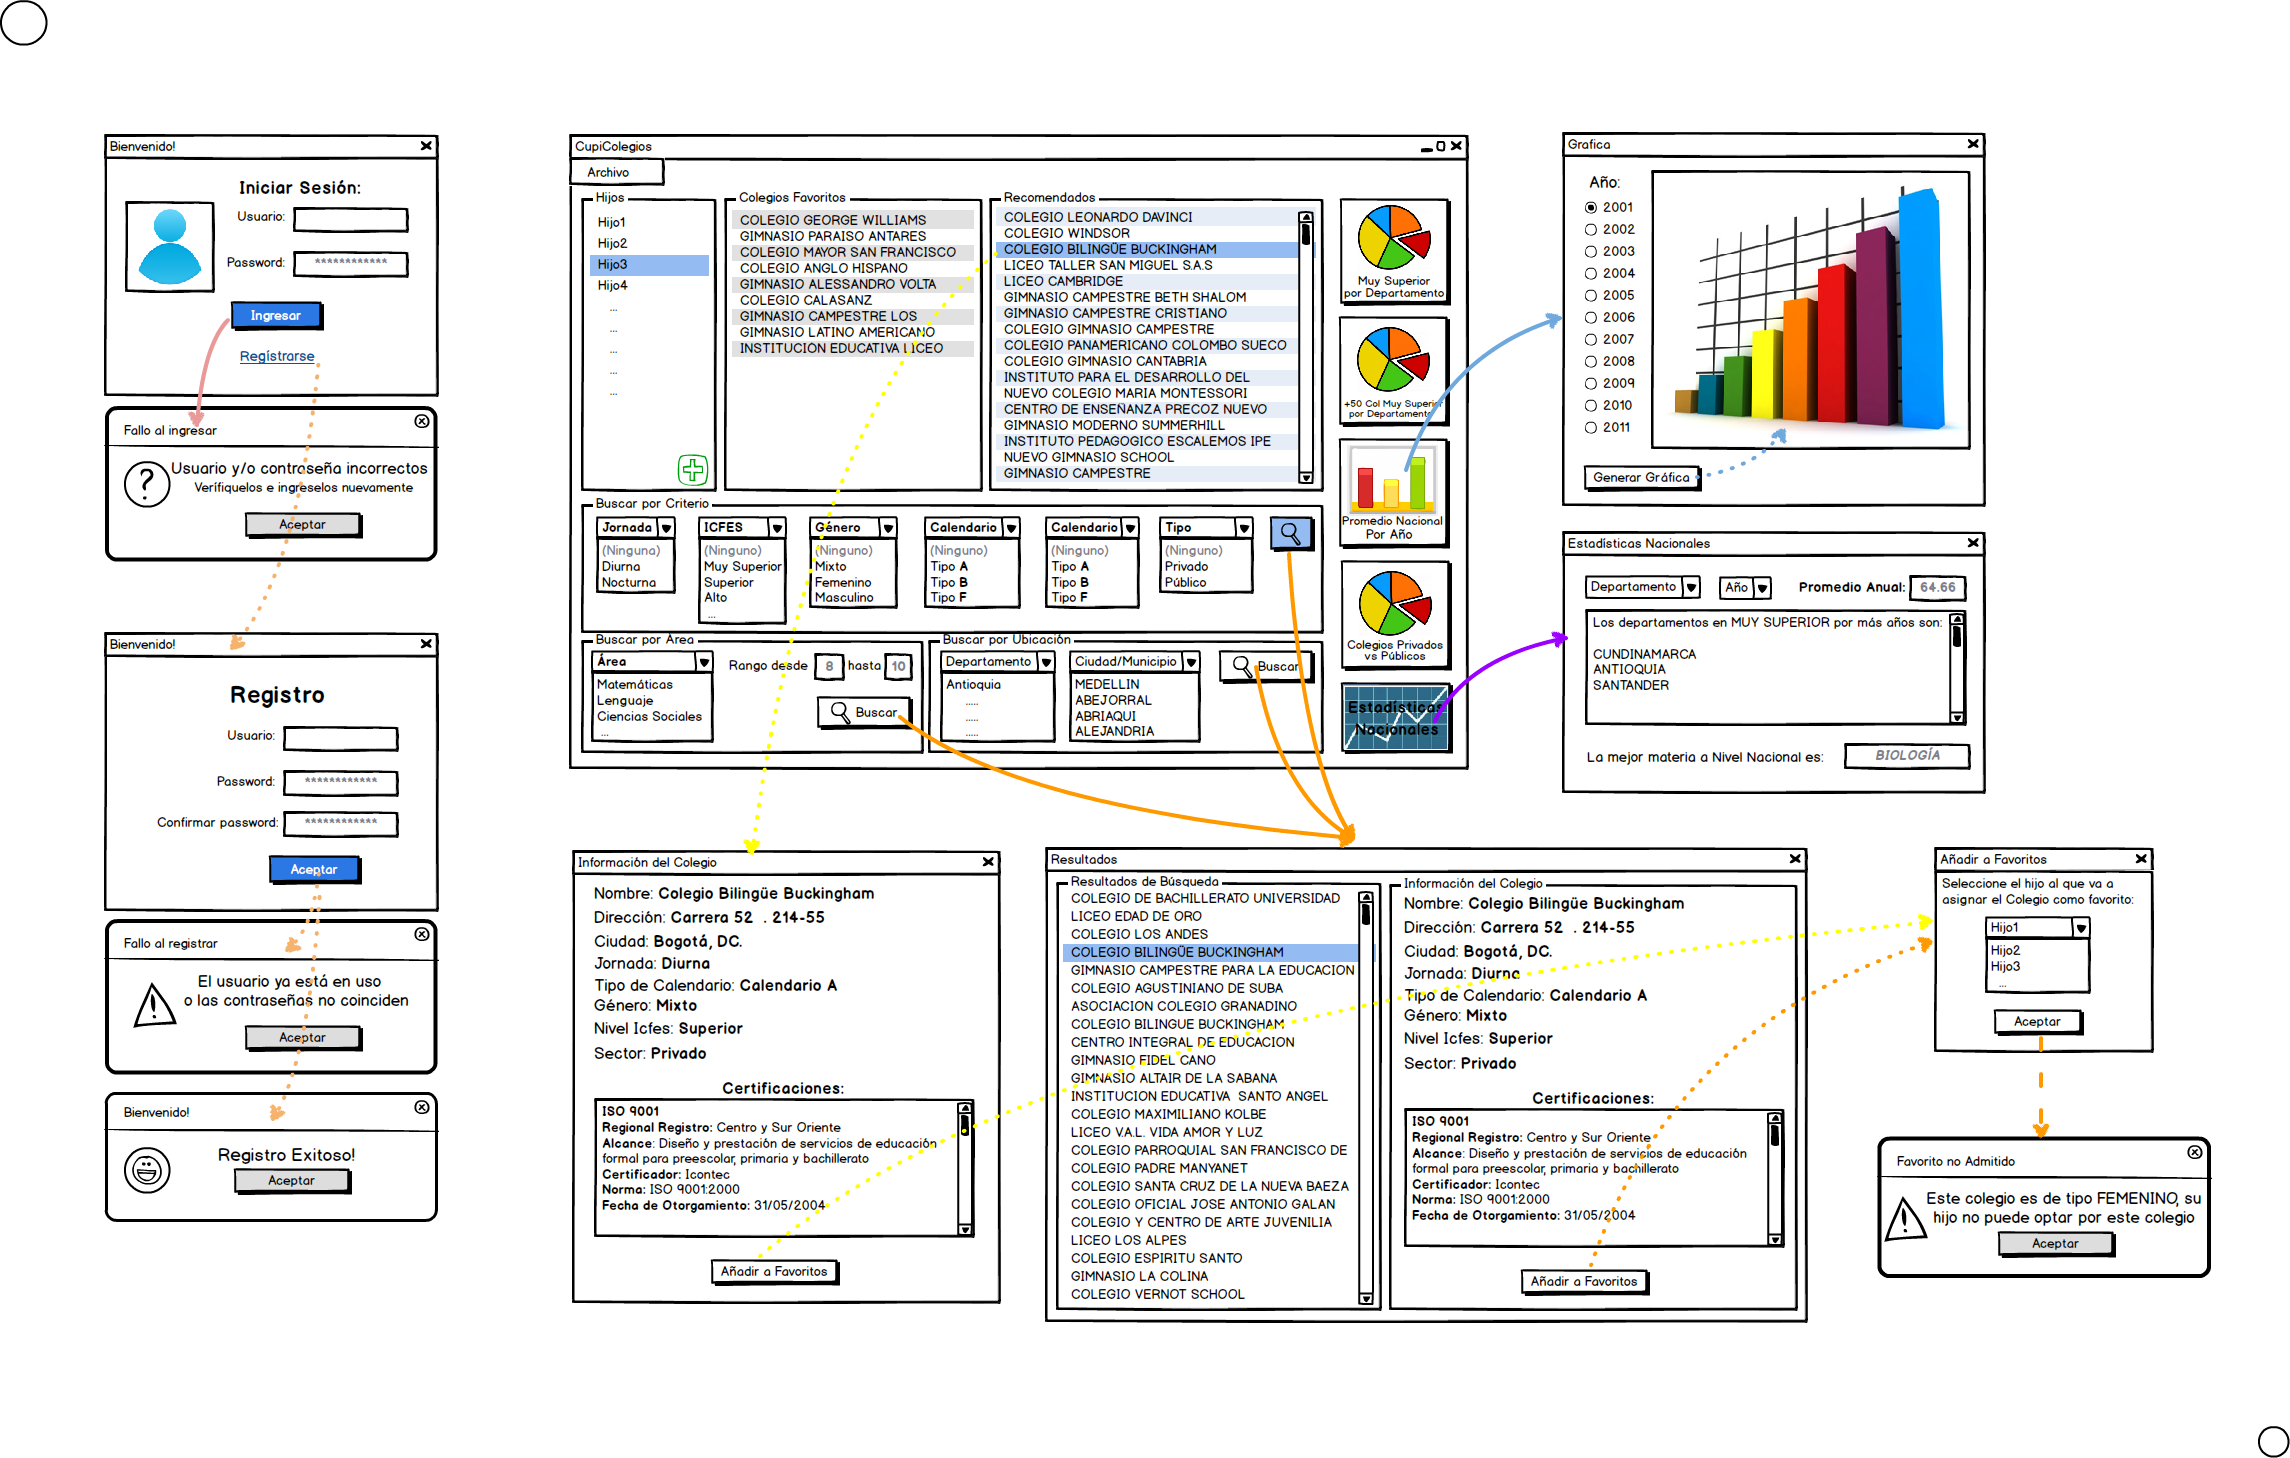 Bienvenido!
Iniciar Sesión:
Usuario:
Password: ************
Ingresar
Regístrarse
Fallo al ingresar
Usuario y/o contraseña incorrectos
Verífiquelos e ingreselos nuevamente
Aceptar
Bienvenido!
Registro
Usuario:
Password: ************
Confirmar password: ************
Aceptar
Fallo al registrar
El usuario ya está en uso
o las contraseñas no coinciden
Aceptar
Bienvenido!
Registro Exitoso!
Aceptar
CupiColegios
Archivo
Hijos
Hijo1
Hijo2
Hijo3
Hijo4
...
...
...
...
...
Colegios Favoritos
COLEGIO GEORGE WILLIAMS
GIMNASIO PARAISO ANTARES
COLEGIO MAYOR SAN FRANCISCO
COLEGIO ANGLO HISPANO
GIMNASIO ALESSANDRO VOLTA
COLEGIO CALASANZ
GIMNASIO CAMPESTRE LOS
GIMNASIO LATINO AMERICANO
INSTITUCION EDUCATIVA LICEO
Recomendados
COLEGIO LEONARDO DAVINCI
COLEGIO WINDSOR
COLEGIO BILINGÜE BUCKINGHAM
LICEO TALLER SAN MIGUEL S.A.S
LICEO CAMBRIDGE
GIMNASIO CAMPESTRE BETH SHALOM
GIMNASIO CAMPESTRE CRISTIANO
COLEGIO GIMNASIO CAMPESTRE
COLEGIO PANAMERICANO COLOMBO SUECO
COLEGIO GIMNASIO CANTABRIA
INSTITUTO PARA EL DESARROLLO DEL
NUEVO COLEGIO MARIA MONTESSORI
CENTRO DE ENSEÑANZA PRECOZ NUEVO
GIMNASIO MODERNO SUMMERHILL
INSTITUTO PEDAGOGICO ESCALEMOS IPE
NUEVO GIMNASIO SCHOOL
GIMNASIO CAMPESTRE
Muy Superior
por Departamento
+50 Col Muy Superior
por Departamento
Promedio Nacional
Por Año
Colegios Privados
vs Públicos
Estadísticas
Nacionales
Buscar por Criterio
Jornada
(Ninguna)
Diurna
Nocturna
ICFES
(Ninguno)
Muy Superior
Superior
Alto
...
Género
(Ninguno)
Mixto
Femenino
Masculino
Calendario
(Ninguno)
Tipo A
Tipo B
Tipo F
Calendario
(Ninguno)
Tipo A
Tipo B
Tipo F
Tipo
(Ninguno)
Privado
Público
Buscar por Área
Área
Matemáticas
Lenguaje
Ciencias Sociales
...
Rango desde 8 hasta 10
Buscar
Buscar por Ubicación
Departamento
Antioquia
.....
.....
.....
Ciudad/Municipio
MEDELLIN
ABEJORRAL
ABRIAQUI
ALEJANDRIA
Buscar
Grafica
Año:
2001
2002
2003
2004
2005
2006
2007
2008
2009
2010
2011
Generar Gráfica
Estadísticas Nacionales
Departamento Año Promedio Anual: 64.66
Los departamentos en MUY SUPERIOR por más años son:
CUNDINAMARCA
ANTIOQUIA
SANTANDER
La mejor materia a Nivel Nacional es: BIOLOGÍA
Información del Colegio
Nombre: Colegio Bilingüe Buckingham
Dirección: Carrera 52 . 214-55
Ciudad: Bogotá, DC.
Jornada: Diurna
Tipo de Calendario: Calendario A
Género: Mixto
Nivel Icfes: Superior
Sector: Privado
Certificaciones:
ISO 9001
Regional Registro: Centro y Sur Oriente
Alcance: Diseño y prestación de servicios de educación
formal para preescolar, primaria y bachillerato
Certificador: Icontec
Norma: ISO 9001:2000
Fecha de Otorgamiento: 31/05/2004
Añadir a Favoritos
Resultados
Resultados de Búsqueda
COLEGIO DE BACHILLERATO UNIVERSIDAD
LICEO EDAD DE ORO
COLEGIO LOS ANDES
COLEGIO BILINGÜE BUCKINGHAM
GIMNASIO CAMPESTRE PARA LA EDUCACION
COLEGIO AGUSTINIANO DE SUBA
ASOCIACION COLEGIO GRANADINO
COLEGIO BILINGUE BUCKINGHAM
CENTRO INTEGRAL DE EDUCACION
GIMNASIO FIDEL CANO
GIMNASIO ALTAIR DE LA SABANA
INSTITUCION EDUCATIVA SANTO ANGEL
COLEGIO MAXIMILIANO KOLBE
LICEO V.A.L. VIDA AMOR Y LUZ
COLEGIO PARROQUIAL SAN FRANCISCO DE
COLEGIO PADRE MANYANET
COLEGIO SANTA CRUZ DE LA NUEVA BAEZA
COLEGIO OFICIAL JOSE ANTONIO GALAN
COLEGIO Y CENTRO DE ARTE JUVENILIA
LICEO LOS ALPES
COLEGIO ESPIRITU SANTO
GIMNASIO LA COLINA
COLEGIO VERNOT SCHOOL
Información del Colegio
Nombre: Colegio Bilingüe Buckingham
Dirección: Carrera 52 . 214-55
Ciudad: Bogotá, DC.
Jornada: Diurna
Tipo de Calendario: Calendario A
Género: Mixto
Nivel Icfes: Superior
Sector: Privado
Certificaciones:
ISO 9001
Regional Registro: Centro y Sur Oriente
Alcance: Diseño y prestación de servicios de educación
formal para preescolar, primaria y bachillerato
Certificador: Icontec
Norma: ISO 9001:2000
Fecha de Otorgamiento: 31/05/2004
Añadir a Favoritos
Añadir a Favoritos
Seleccione el hijo al que va a
asignar el Colegio como favorito:
Hijo1
Hijo2
Hijo3
...
Aceptar
Favorito no Admitido
Este colegio es de tipo FEMENINO, su
hijo no puede optar por este colegio
Aceptar